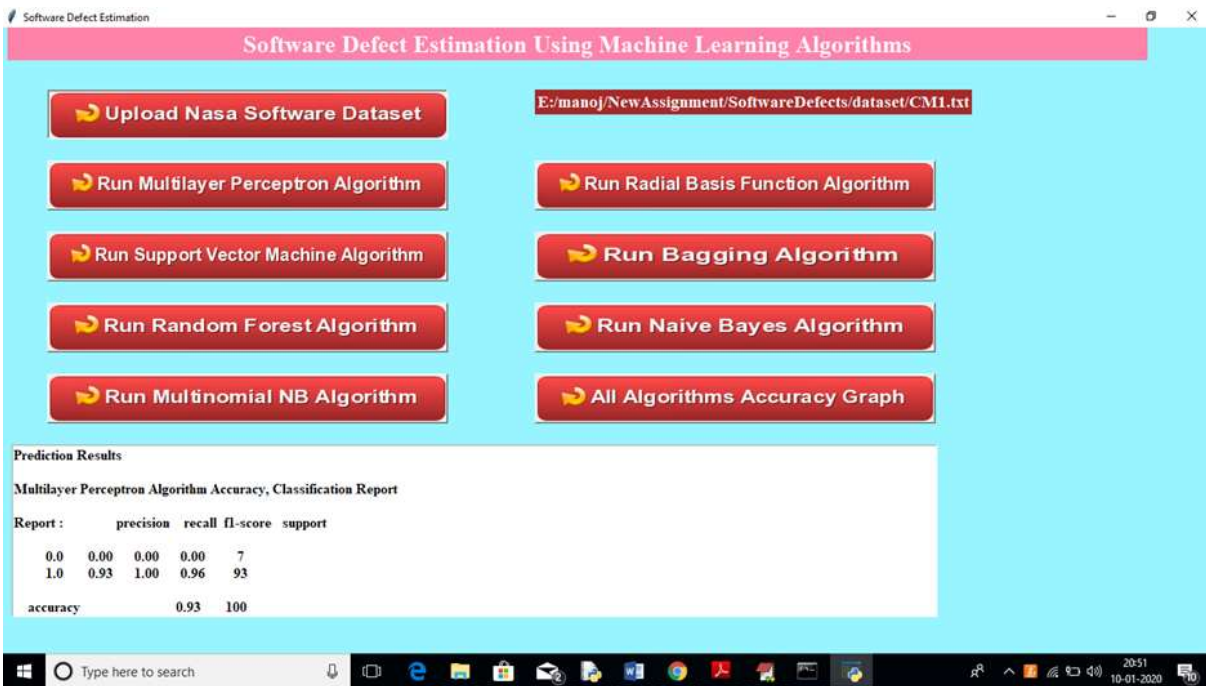 Software Defect Estimation
Software Defect Estimation Using Machine Learning Algorithms
Upload Nasa Software Dataset
E:/manoj/NewAssignment/SoftwareDefects/dataset/CM1.txt
Run Multilayer Perceptron Algorithm
Run Radial Basis Function Algorithm
Run Support Vector Machine Algorithm
Run Bagging Algorithm
Run Random Forest Algorithm
Run Naive Bayes Algorithm
Run Multinomial NB Algorithm
All Algorithms Accuracy Graph
Prediction Results
Multilayer Perceptron Algorithm Accuracy, Classification Report
Report : precision recall f1-score support
0.0 0.00 0.00 0.00 7
1.0 0.93 1.00 0.96 93
accuracy 0.93 100
Type here to search
20:51
10-01-2020